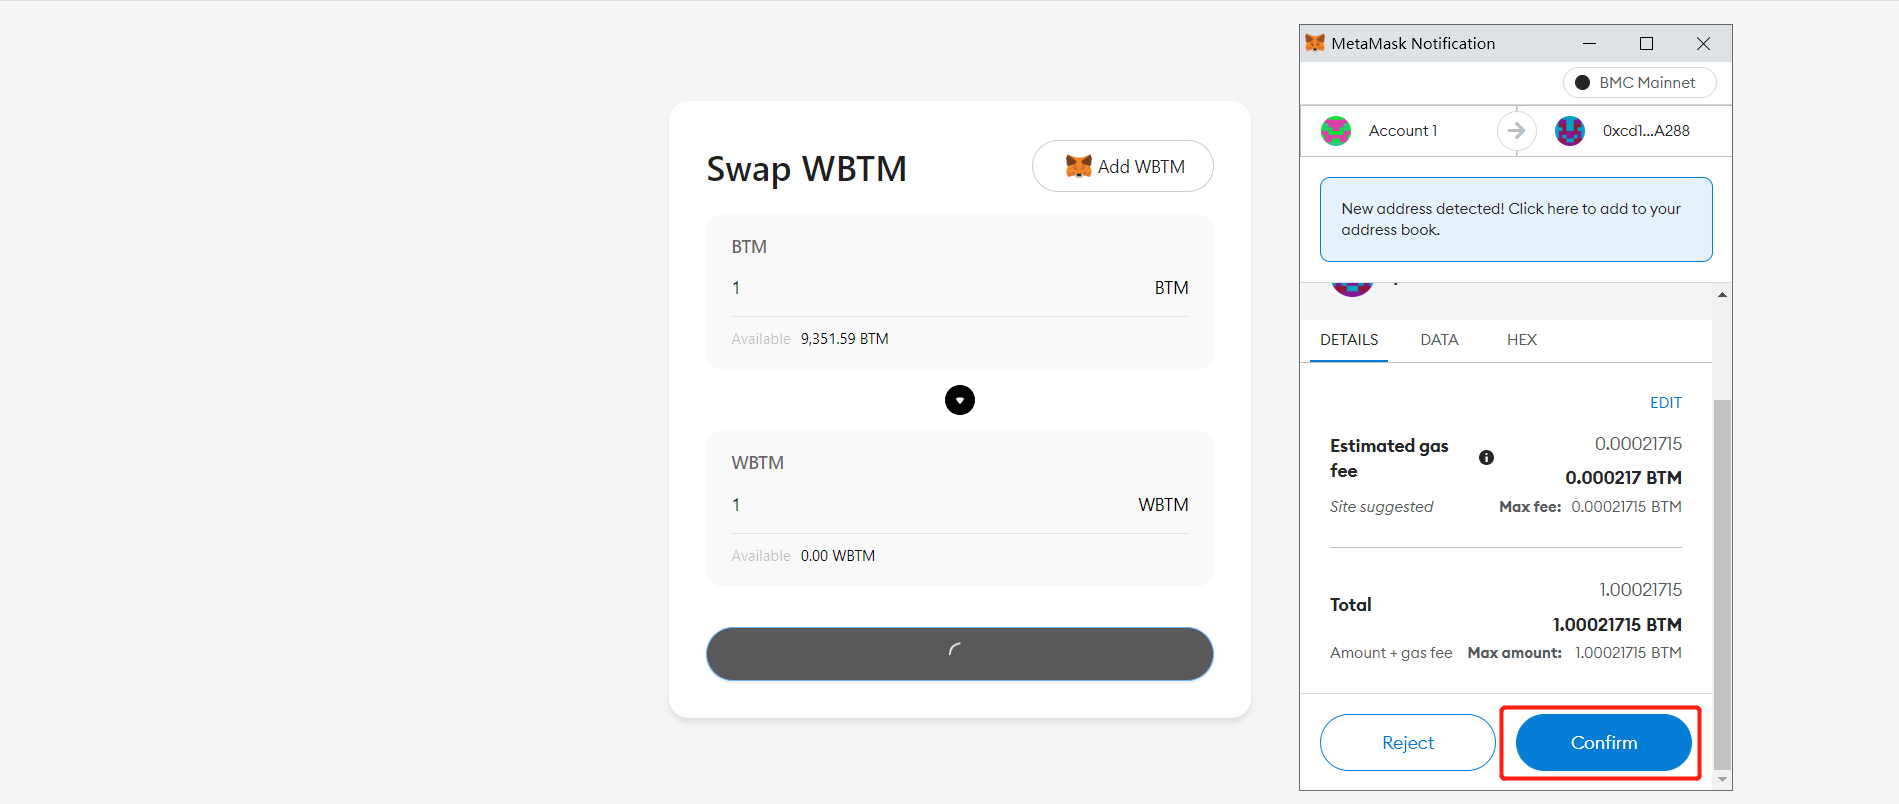 Swap WBTM
Add WBTM
BTM
1
BTM
Available 9,351.59 BTM
WBTM
1
WBTM
Available 0.00 WBTM
MetaMask Notification
BMC Mainnet
Account 1
0xcd1...A288
New address detected! Click here to add to your
address book.
DETAILS
DATA
HEX
EDIT
Estimated gas
fee
0.00021715
0.000217 BTM
Site suggested
Max fee: 0.00021715 BTM
Total
1.00021715
1.00021715 BTM
Amount + gas fee
Max amount: 1.00021715 BTM
Reject
Confirm